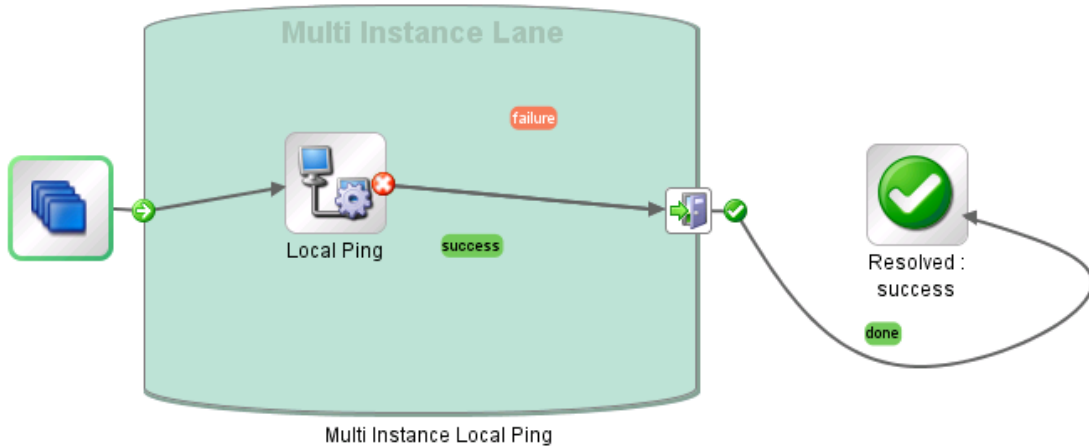 Multi Instance Lane
failure
Local Ping
success
Resolved :
success
done
Multi Instance Local Ping